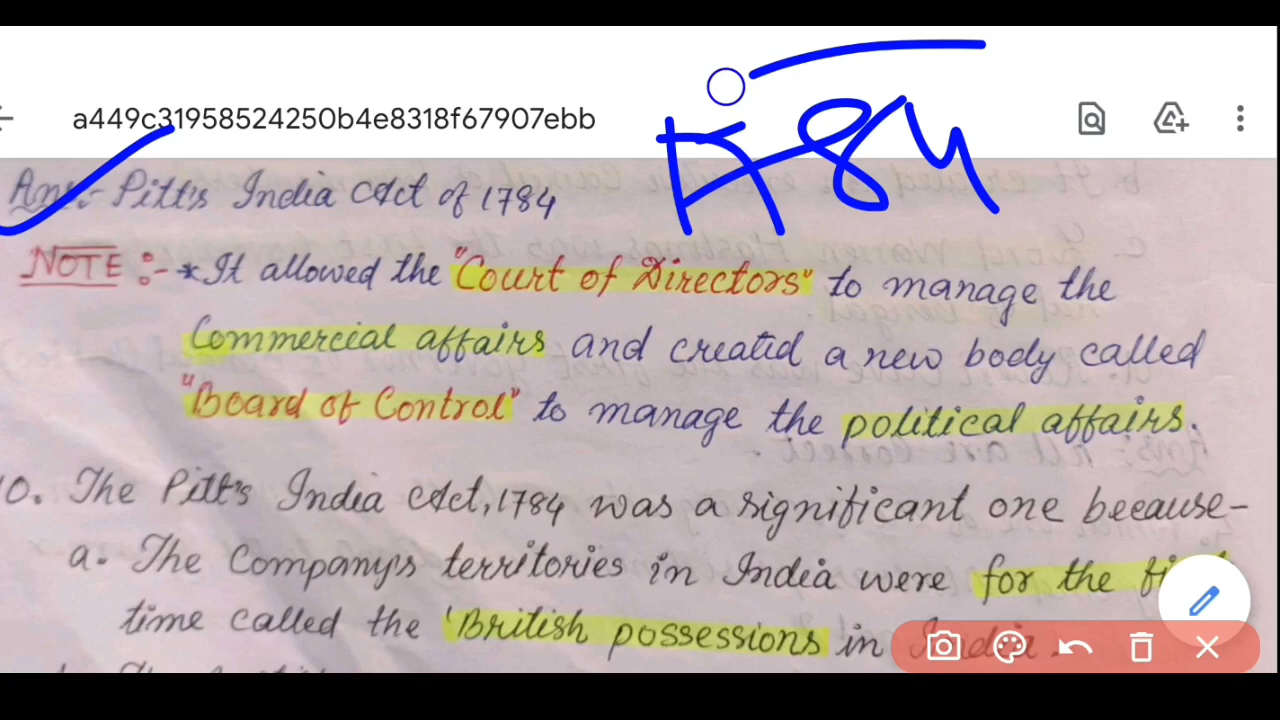 a449c31958524250b4e8318f67907ebb
1784
Ans:- Pitt's India Act of 1784
NOTE :- *It allowed the "Court of Directors" to manage the
Commercial affairs and created a new body called
"Board of Control" to manage the political affairs.
10. The Pitt's India Act, 1784 was a significant one because-
a. The Company's territories in India were for the first
time called the 'British possessions in India.